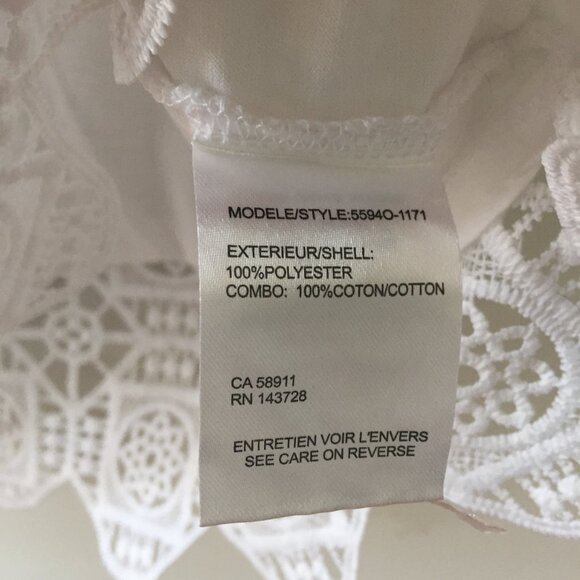 MODELE/STYLE:5594O-1171
EXTERIEUR/SHELL:
100%POLYESTER
COMBO: 100%COTON/COTTON
CA 58911
RN 143728
ENTRETIEN VOIR L'ENVERS
SEE CARE ON REVERSE